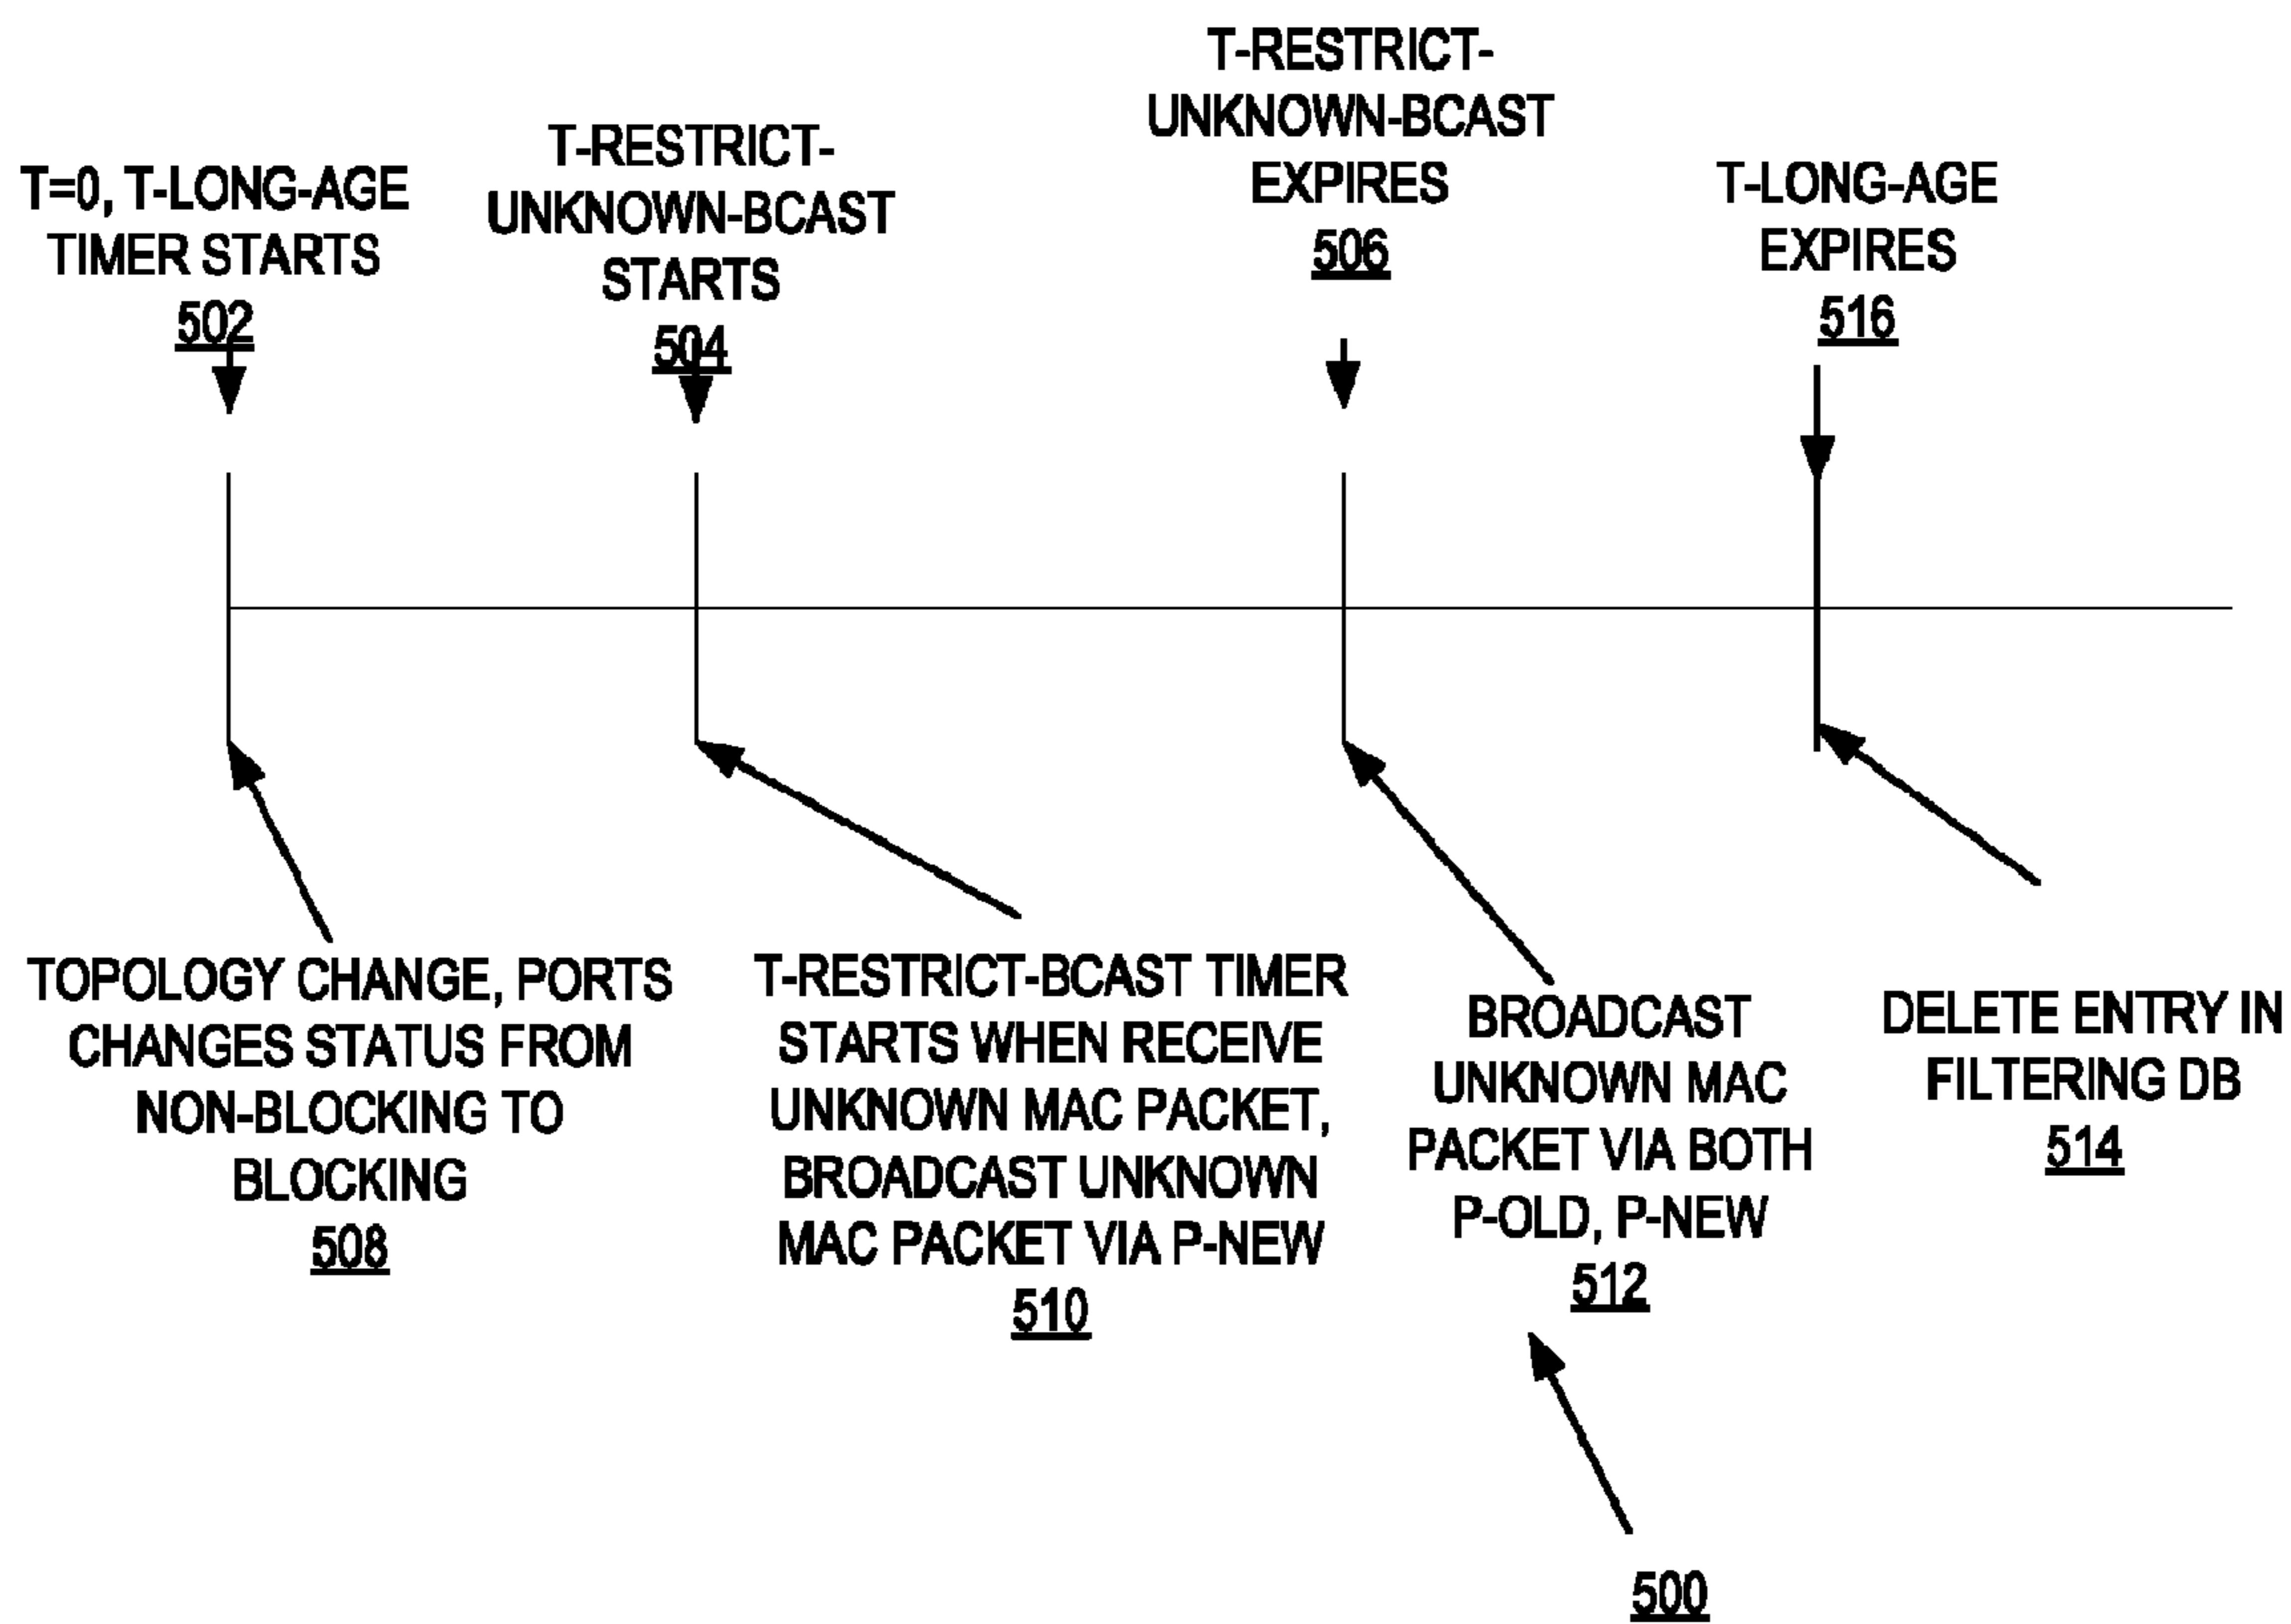 T=0, T-LONG-AGE
TIMER STARTS
502
T-RESTRICT-
UNKNOWN-BCAST
STARTS
504
T-RESTRICT-
UNKNOWN-BCAST
EXPIRES
506
T-LONG-AGE
EXPIRES
516
TOPOLOGY CHANGE, PORTS
CHANGES STATUS FROM
NON-BLOCKING TO
BLOCKING
508
T-RESTRICT-BCAST TIMER
STARTS WHEN RECEIVE
UNKNOWN MAC PACKET,
BROADCAST UNKNOWN
MAC PACKET VIA P-NEW
510
BROADCAST
UNKNOWN MAC
PACKET VIA BOTH
P-OLD, P-NEW
512
DELETE ENTRY IN
FILTERING DB
514
500